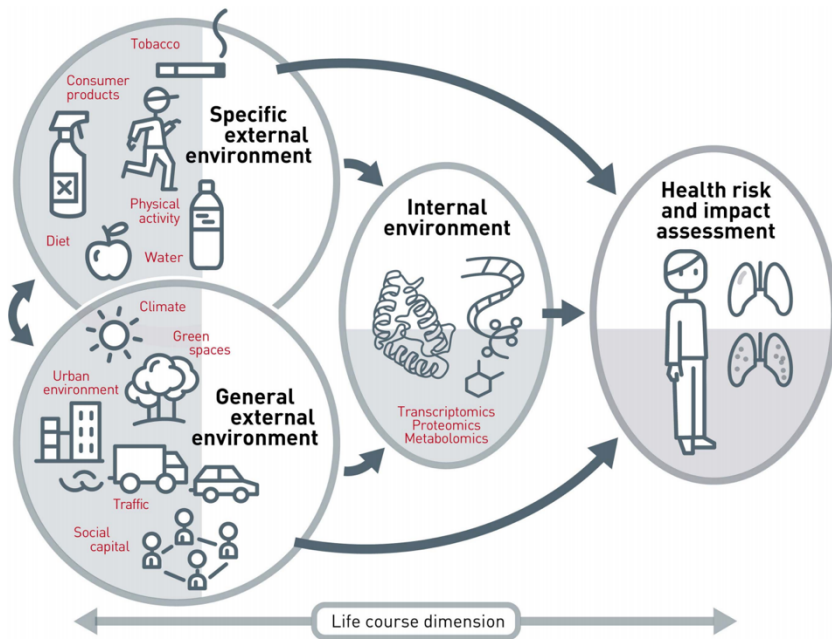 Tobacco
Consumer
products
Specific
external
environment
Physical
activity
Diet
Water
Climate
Green
spaces
Urban
environment
General
external
environment
Traffic
Social
capital
Internal
environment
Transcriptomics
Proteomics
Metabolomics
Health risk
and impact
assessment
Life course dimension